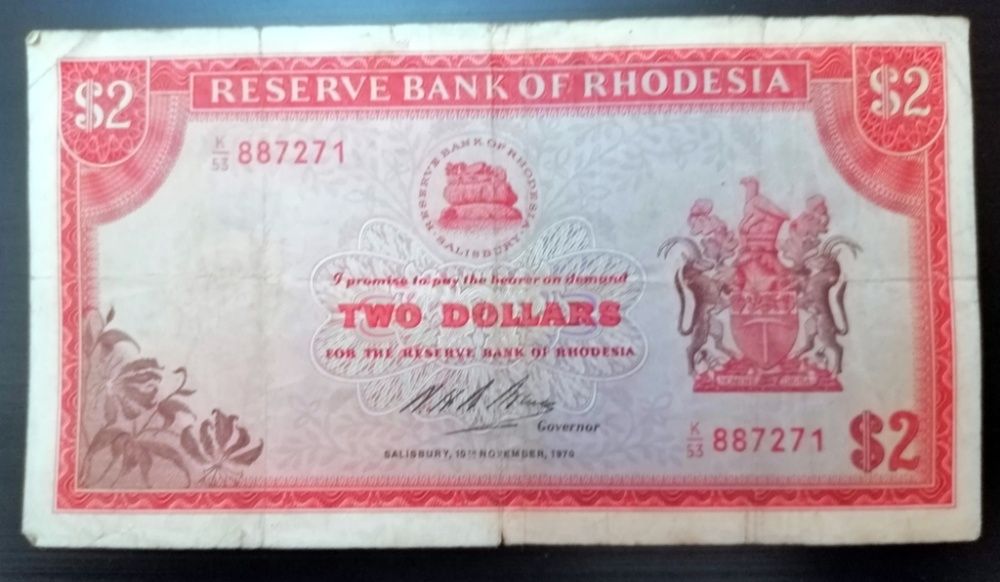 $2
RESERVE BANK OF RHODESIA
$2
K/53 887271
RESERVE BANK OF RHODESIA
SALISBURY
I promise to pay the bearer on demand
TWO DOLLARS
FOR THE RESERVE BANK OF RHODESIA
Governor
SALISBURY, 10TH NOVEMBER, 1970
K/53 887271
$2